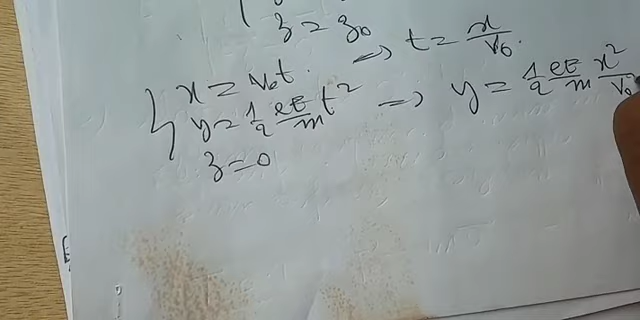 z = z₀
x = v₀t. => t = x/v₀.
y = 1/2 eE/m t² => y = 1/2 eE/m x²/v₀
z = 0